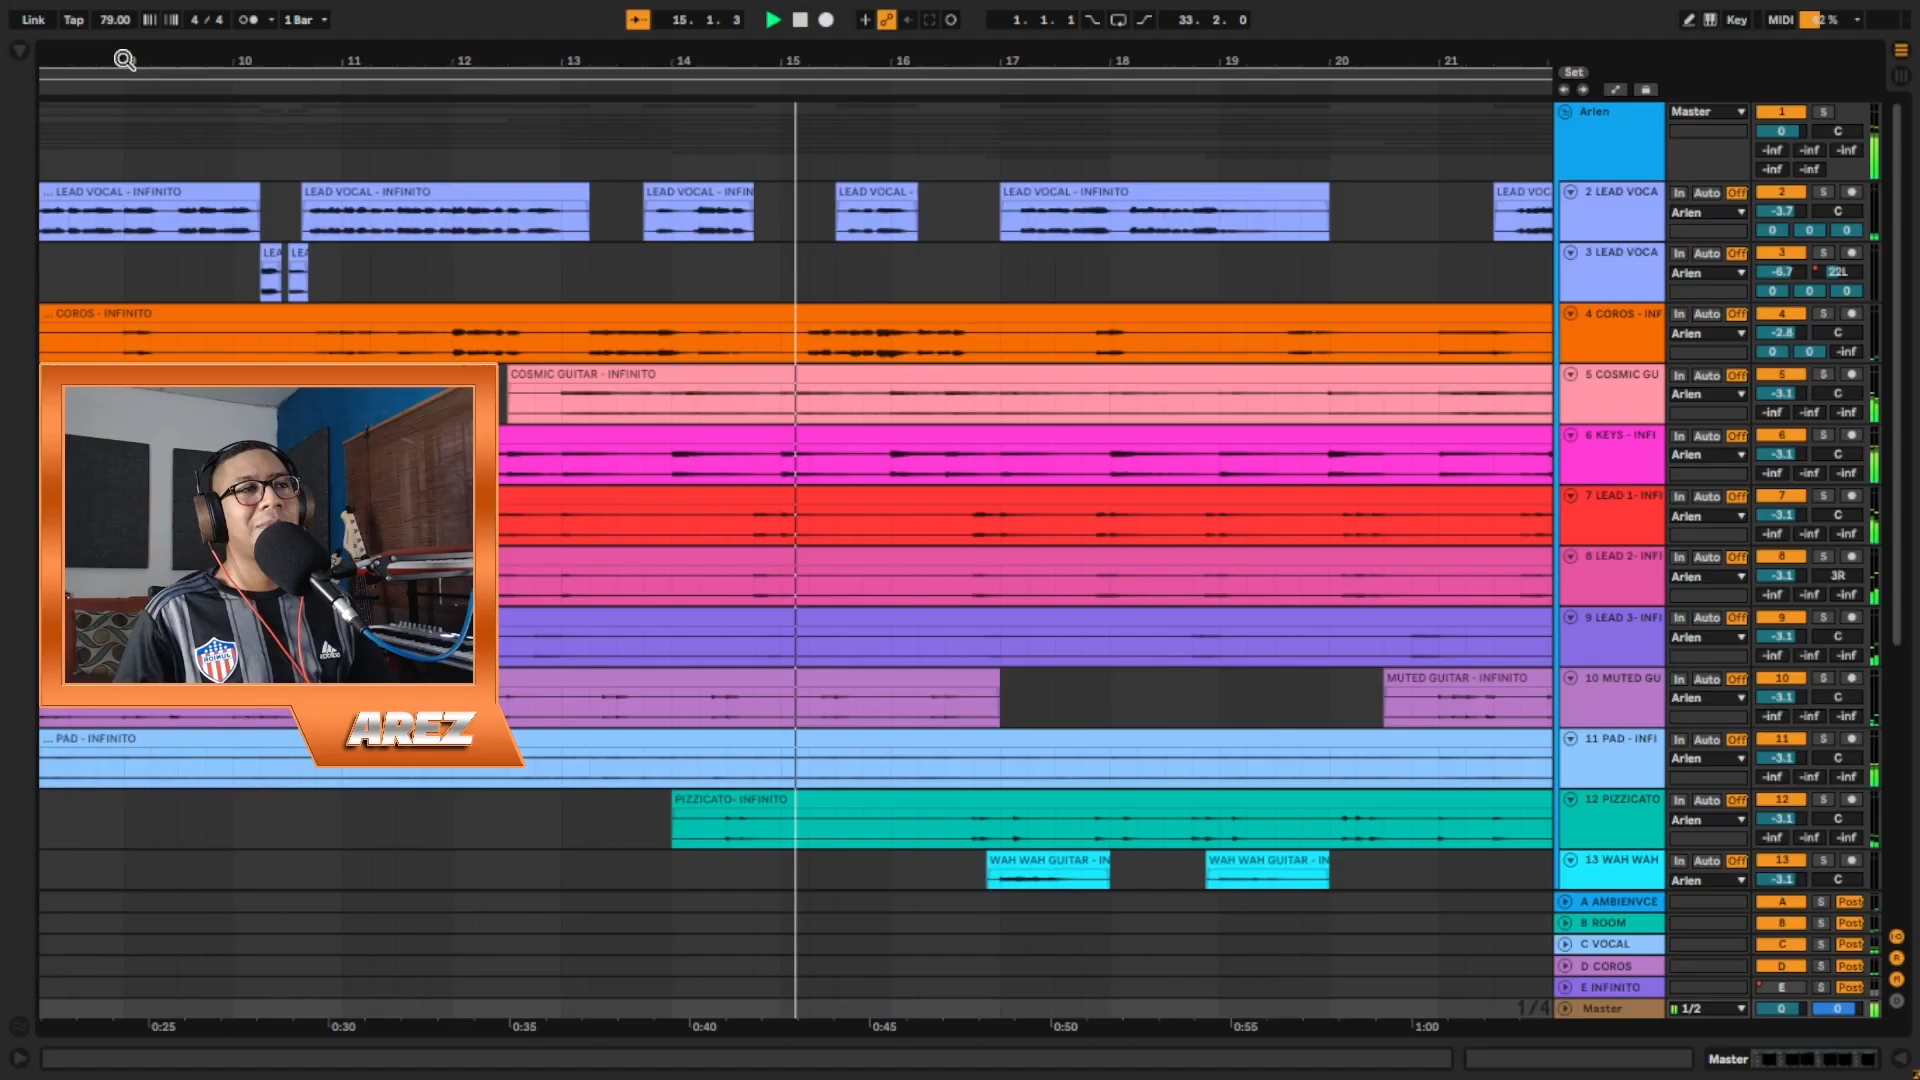 Link Tap 79.00 4 / 4 1 Bar 15. 1. 3 1. 1. 1 33. 2. 0 Key MIDI
10 11 12 13 14 15 16 17 18 19 20 21
Set
Arlen Master 1 S
0 C
-inf -inf -inf
-inf -inf
... LEAD VOCAL - INFINITO LEAD VOCAL - INFINITO LEAD VOCAL - INFIN LEAD VOCAL - LEAD VOCAL - INFINITO LEAD VOC 2 LEAD VOCA In Auto Off 2 S
Arlen -3.7 C
0 0 0
LEA LEA 3 LEAD VOCA In Auto Off 3 S
Arlen -6.7 22L
0 0 0
... COROS - INFINITO 4 COROS - INF In Auto Off 4 S
Arlen -2.8 C
0 0 -inf
COSMIC GUITAR - INFINITO 5 COSMIC GU In Auto Off 5 S
Arlen -3.1 C
-inf -inf -inf
6 KEYS - INFI In Auto Off 6 S
Arlen -3.1 C
-inf -inf -inf
7 LEAD 1- INFI In Auto Off 7 S
Arlen -3.1 C
-inf -inf -inf
8 LEAD 2- INFI In Auto Off 8 S
Arlen -3.1 3R
-inf -inf -inf
9 LEAD 3- INFI In Auto Off 9 S
Arlen -3.1 C
-inf -inf -inf
MUTED GUITAR - INFINITO 10 MUTED GU In Auto Off 10 S
Arlen -3.1 C
-inf -inf -inf
adidas
AREZ
... PAD - INFINITO 11 PAD - INFI In Auto Off 11 S
Arlen -3.1 C
-inf -inf -inf
PIZZICATO- INFINITO 12 PIZZICATO In Auto Off 12 S
Arlen -3.1 C
-inf -inf -inf
WAH WAH GUITAR - IN WAH WAH GUITAR - IN 13 WAH WAH In Auto Off 13 S
Arlen -3.1 C
A AMBIENVCE A S Post
B ROOM B S Post
C VOCAL C S Post
D COROS D S Post
E INFINITO E S Post
1/4 Master 1/2 0 0
0:25 0:30 0:35 0:40 0:45 0:50 0:55 1:00
Master